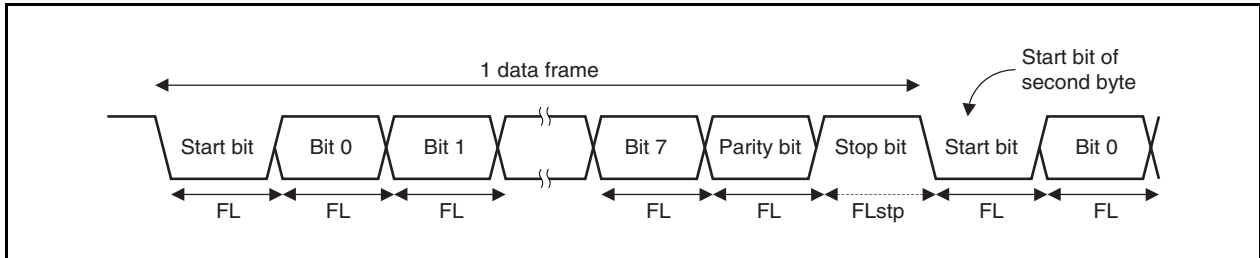 1 data frame
Start bit of
second byte
Start bit Bit 0 Bit 1 Bit 7 Parity bit Stop bit Start bit Bit 0
FL FL FL FL FL FLstp FL FL